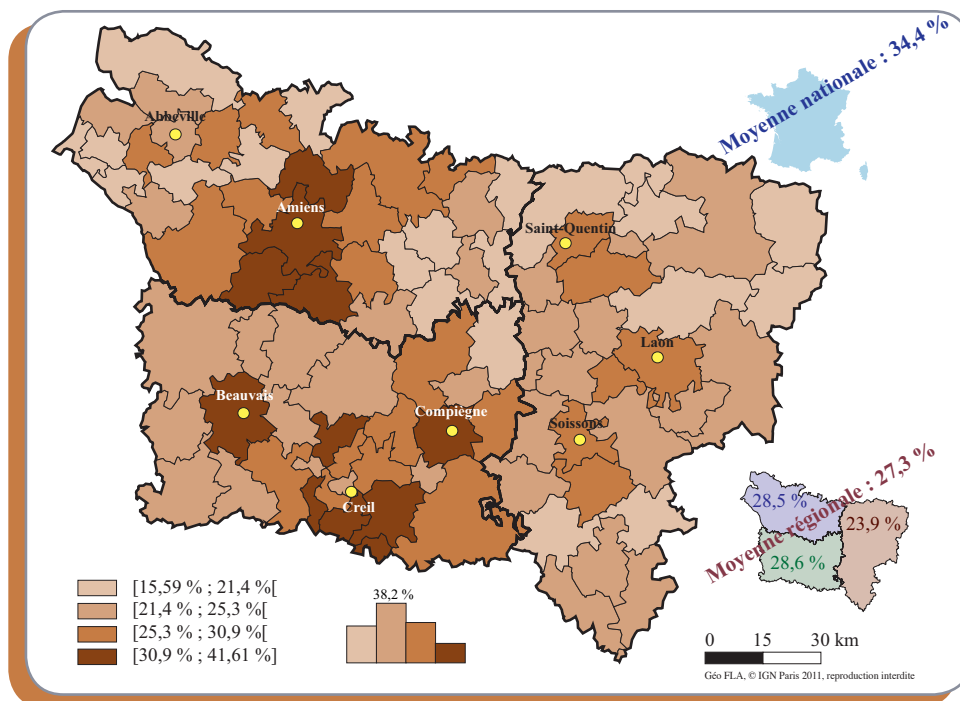 Moyenne nationale : 34,4 %
Abbeville
Amiens
Saint-Quentin
Laon
Beauvais
Compiègne
Soissons
Creil
Moyenne régionale : 27,3 %
28,5 %
23,9 %
28,6 %
[15,59 % ; 21,4 %[
[21,4 % ; 25,3 %[
[25,3 % ; 30,9 %[
[30,9 % ; 41,61 %]
38,2 %
0 15 30 km
Géo FLA, © IGN Paris 2011, reproduction interdite